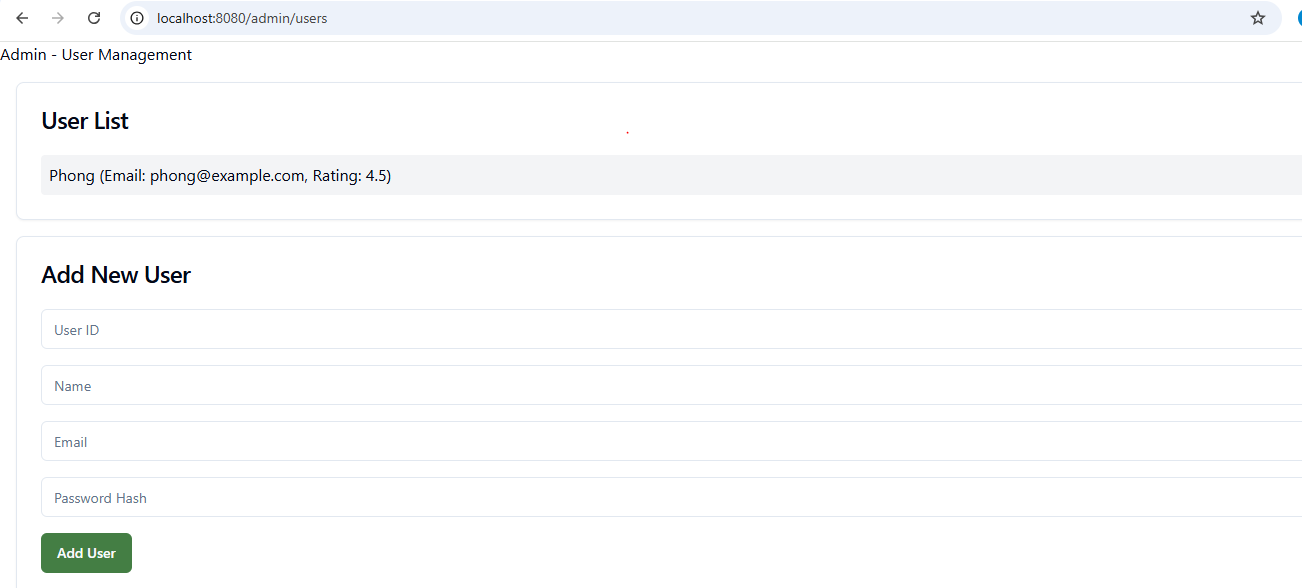 localhost:8080/admin/users
Admin - User Management
User List
Phong (Email: phong@example.com, Rating: 4.5)
Add New User
User ID
Name
Email
Password Hash
Add User